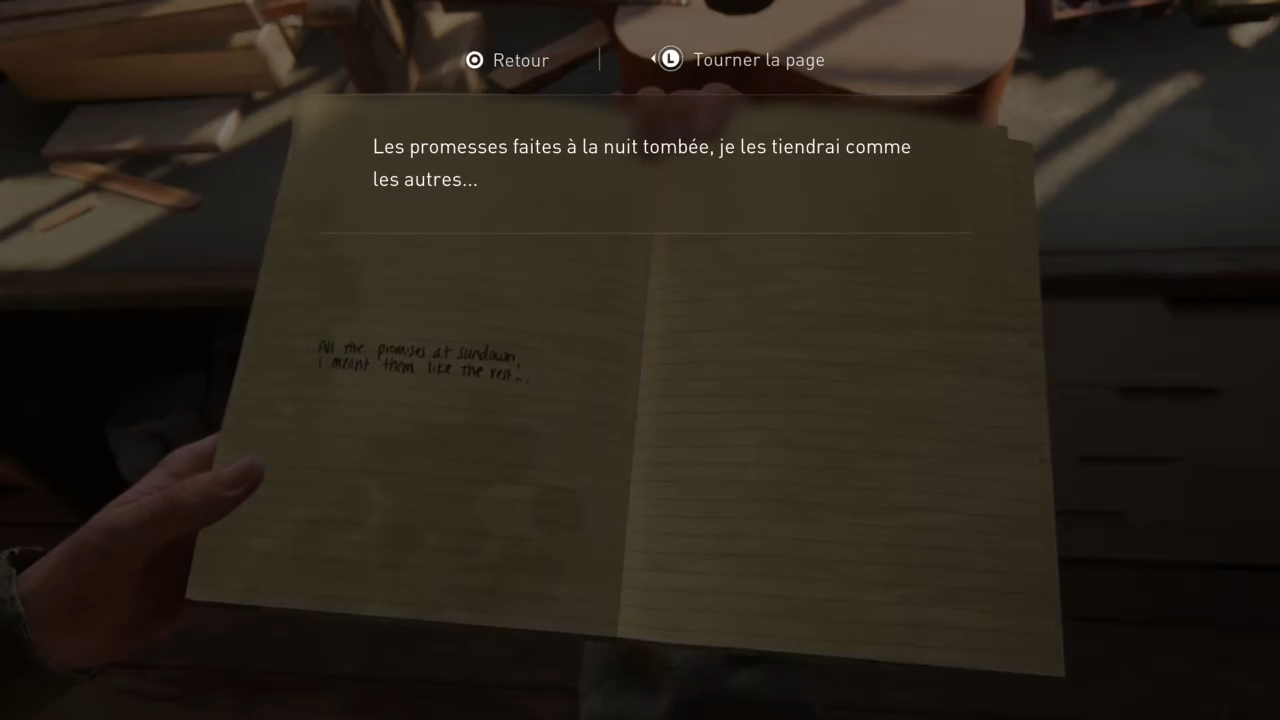 Retour
L Tourner la page
Les promesses faites à la nuit tombée, je les tiendrai comme
les autres...
All the promises at sundown,
i meant them like the rest...